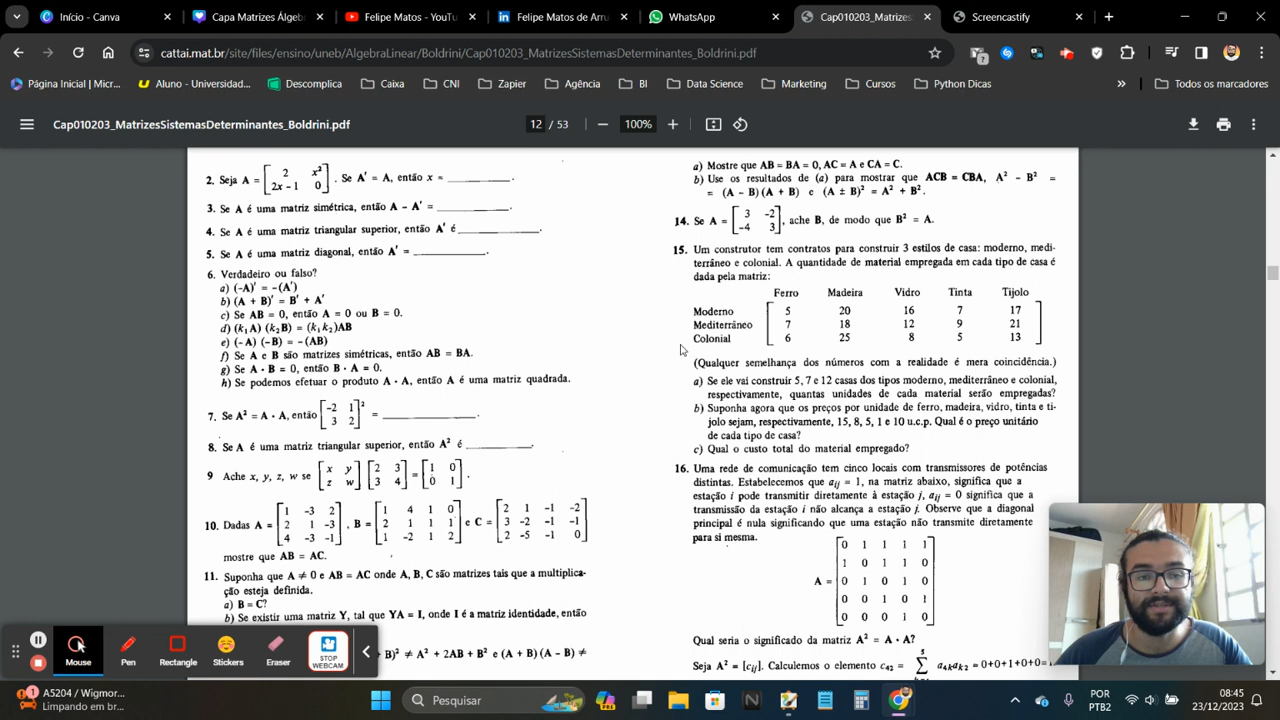 Início - Canva
Capa Matrizes Álgeb
Felipe Matos - YouTu
Felipe Matos de Arru
WhatsApp
Cap010203_Matrizes
Screencastify
cattai.mat.br/site/files/ensino/uneb/AlgebraLinear/Boldrini/Cap010203_MatrizesSistemasDeterminantes_Boldrini.pdf
Página Inicial | Micr...
Aluno - Universidad...
Descomplica
Caixa
CNI
Zapier
Agência
BI
Data Science
Marketing
Cursos
Python Dicas
Todos os marcadores
Cap010203_MatrizesSistemasDeterminantes_Boldrini.pdf
12 / 53
100%
2. Seja A = [2 x² 2x - 1 0]. Se A' = A, então x = ________.
3. Se A é uma matriz simétrica, então A - A' = ________.
4. Se A é uma matriz triangular superior, então A' é ________.
5. Se A é uma matriz diagonal, então A' = ________.
6. Verdadeiro ou falso?
a) (-A)' = -(A')
b) (A + B)' = B' + A'
c) Se AB = 0, então A = 0 ou B = 0.
d) (k₁A) (k₂B) = (k₁k₂)AB
e) (-A) (-B) = -(AB)
f) Se A e B são matrizes simétricas, então AB = BA.
g) Se A · B = 0, então B · A = 0.
h) Se podemos efetuar o produto A · A, então A é uma matriz quadrada.
7. Se A² = A · A, então [-2 1 3 2]² = ________.
8. Se A é uma matriz triangular superior, então A² é ________.
9 Ache x, y, z, w se [x y z w] [2 3 3 4] = [1 0 0 1].
10. Dadas A = [1 -3 2 2 1 -3 4 -3 -1], B = [1 4 1 0 2 1 1 1 1 -2 1 2] e C = [2 1 -1 -2 3 -2 -1 -1 2 -5 -1 0]
mostre que AB = AC.
11. Suponha que A ≠ 0 e AB = AC onde A, B, C são matrizes tais que a multiplica-
ção esteja definida.
a) B = C?
b) Se existir uma matriz Y, tal que YA = I, onde I é a matriz identidade, então
B)² ≠ A² + 2AB + B² e (A + B) (A - B) ≠
a) Mostre que AB = BA = 0, AC = A e CA = C.
b) Use os resultados de (a) para mostrar que ACB = CBA, A² - B² =
= (A - B) (A + B) e (A ± B)² = A² + B².
14. Se A = [3 -2 -4 3], ache B, de modo que B² = A.
15. Um construtor tem contratos para construir 3 estilos de casa: moderno, medi-
terrâneo e colonial. A quantidade de material empregada em cada tipo de casa é
dada pela matriz:
Ferro Madeira Vidro Tinta Tijolo
Moderno 5 20 16 7 17
Mediterrâneo 7 18 12 9 21
Colonial 6 25 8 5 13
(Qualquer semelhança dos números com a realidade é mera coincidência.)
a) Se ele vai construir 5, 7 e 12 casas dos tipos moderno, mediterrâneo e colonial,
respectivamente, quantas unidades de cada material serão empregadas?
b) Suponha agora que os preços por unidade de ferro, madeira, vidro, tinta e ti-
jolo sejam, respectivamente, 15, 8, 5, 1 e 10 u.c.p. Qual é o preço unitário
de cada tipo de casa?
c) Qual o custo total do material empregado?
16. Uma rede de comunicação tem cinco locais com transmissores de potências
distintas. Estabelecemos que aij = 1, na matriz abaixo, significa que a
estação i pode transmitir diretamente à estação j, aij = 0 significa que a
transmissão da estação i não alcança a estação j. Observe que a diagonal
principal é nula significando que uma estação não transmite diretamente
para si mesma.
0 1 1 1 1
1 0 1 1 0
A = 0 1 0 1 0
0 0 1 0 1
0 0 0 1 0
Qual seria o significado da matriz A² = A · A?
Seja A² = [cij]. Calculemos o elemento c₄₂ = 5 ∑ a4kak2 = 0+0+1+0+0=
Mouse
Pen
Rectangle
Stickers
Eraser
STOP
WEBCAM
A5204 / Wigmor...
Limpando em br...
Pesquisar
POR
PTB2
08:45
23/12/2023